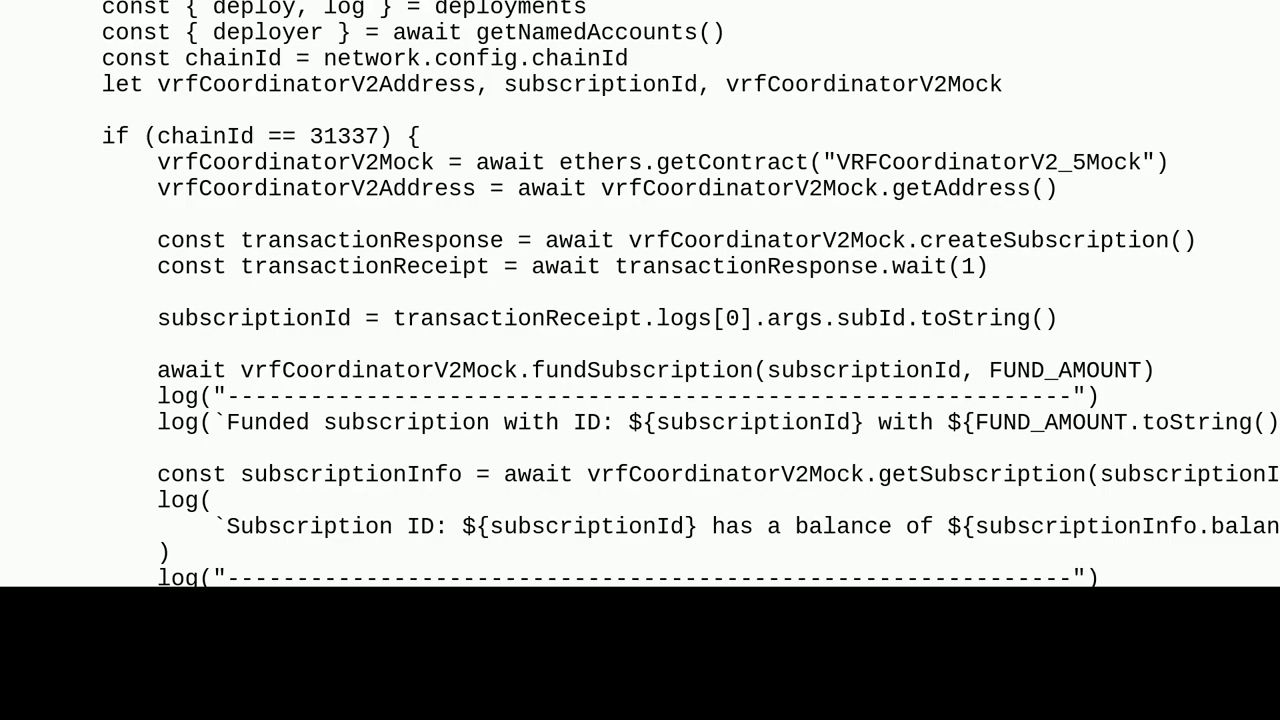 const { deploy, log } = deployments
const { deployer } = await getNamedAccounts()
const chainId = network.config.chainId
let vrfCoordinatorV2Address, subscriptionId, vrfCoordinatorV2Mock
if (chainId == 31337) {
vrfCoordinatorV2Mock = await ethers.getContract("VRFCoordinatorV2_5Mock")
vrfCoordinatorV2Address = await vrfCoordinatorV2Mock.getAddress()
const transactionResponse = await vrfCoordinatorV2Mock.createSubscription()
const transactionReceipt = await transactionResponse.wait(1)
subscriptionId = transactionReceipt.logs[0].args.subId.toString()
await vrfCoordinatorV2Mock.fundSubscription(subscriptionId, FUND_AMOUNT)
log("-------------------------------------------------------------")
log(`Funded subscription with ID: ${subscriptionId} with ${FUND_AMOUNT.toString()
const subscriptionInfo = await vrfCoordinatorV2Mock.getSubscription(subscriptionI
log(
`Subscription ID: ${subscriptionId} has a balance of ${subscriptionInfo.balan
)
log("-------------------------------------------------------------")